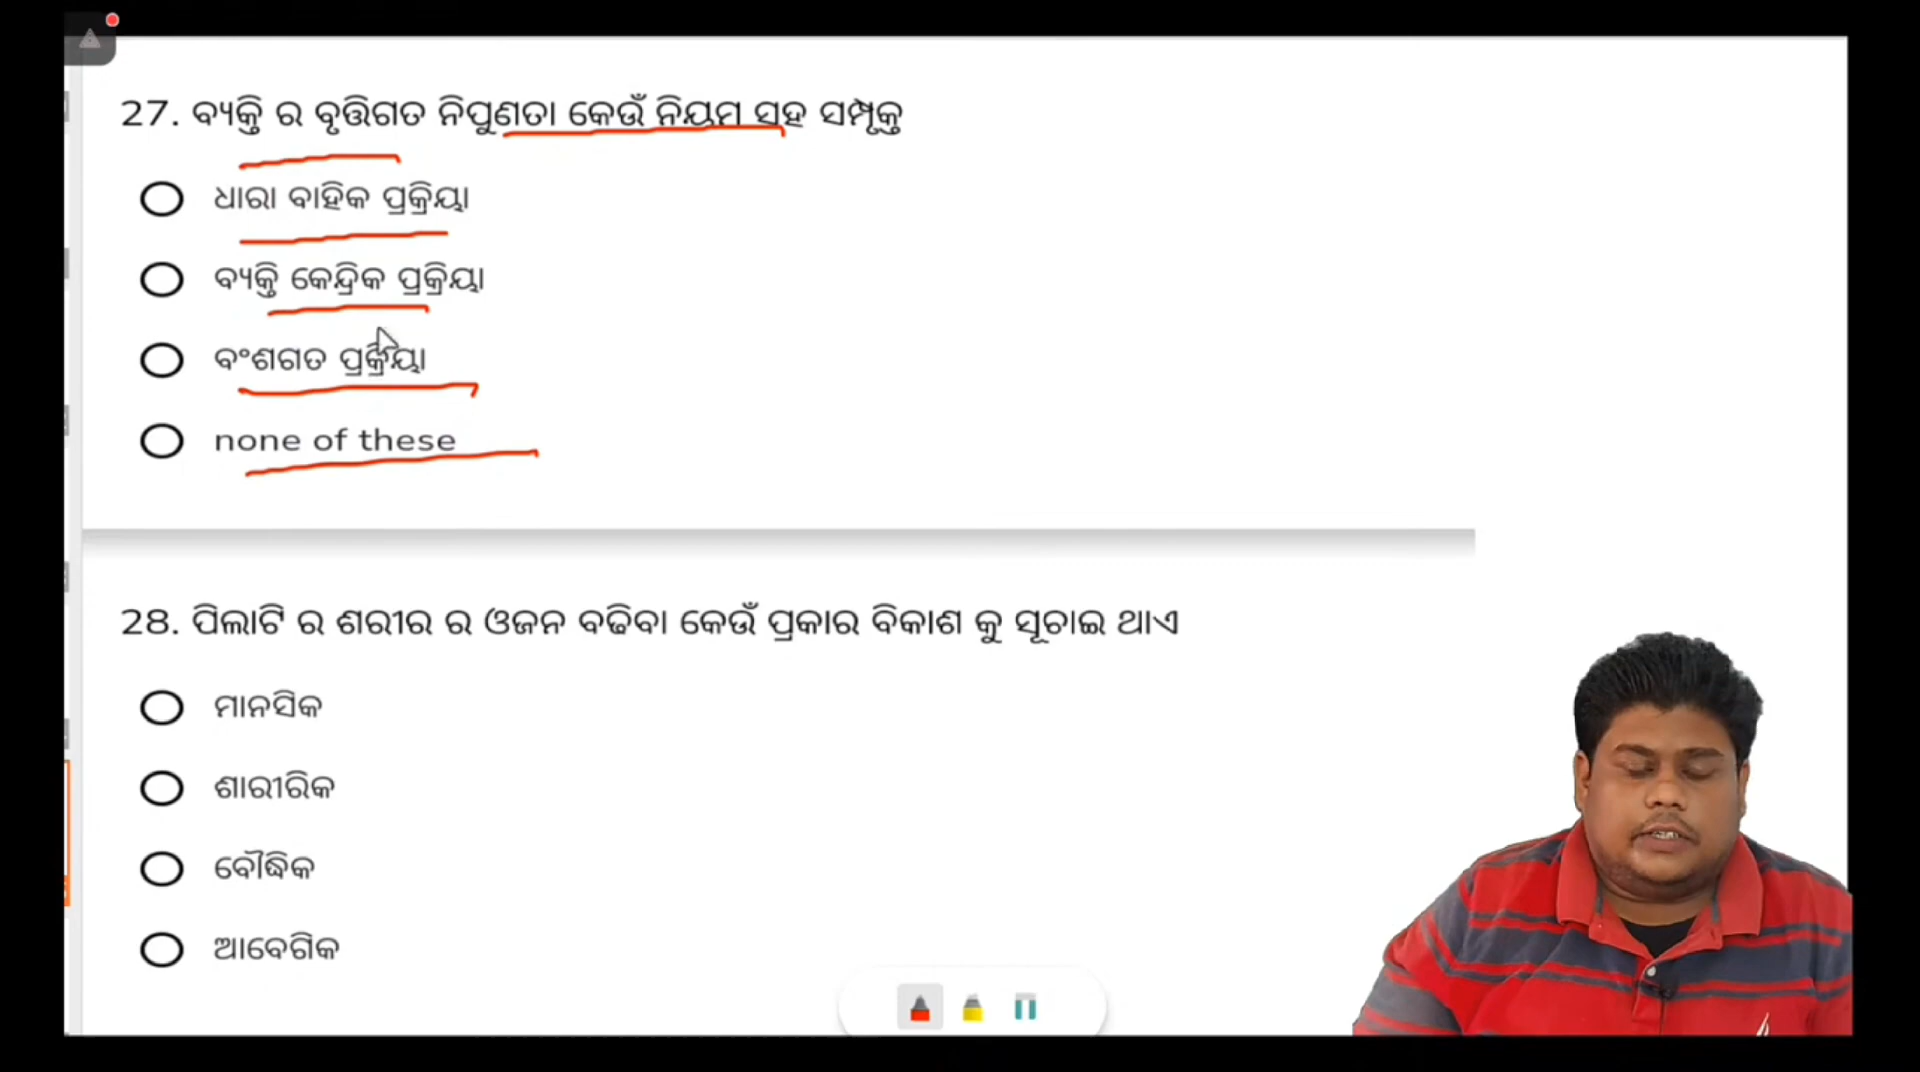 27. ବ୍ୟକ୍ତି ର ବୃତ୍ତିଗତ ନିପୁଣତା କେଉଁ ନିୟମ ସହ ସମ୍ପୃକ୍ତ
ଧାରା ବାହିକ ପ୍ରକ୍ରିୟା
ବ୍ୟକ୍ତି କେନ୍ଦ୍ରିକ ପ୍ରକ୍ରିୟା
ବଂଶଗତ ପ୍ରକ୍ରିୟା
none of these
28. ପିଲାଟି ର ଶରୀର ର ଓଜନ ବଢିବା କେଉଁ ପ୍ରକାର ବିକାଶ କୁ ସୂଚାଇ ଥାଏ
ମାନସିକ
ଶାରୀରିକ
ବୌଦ୍ଧିକ
ଆବେଗିକ